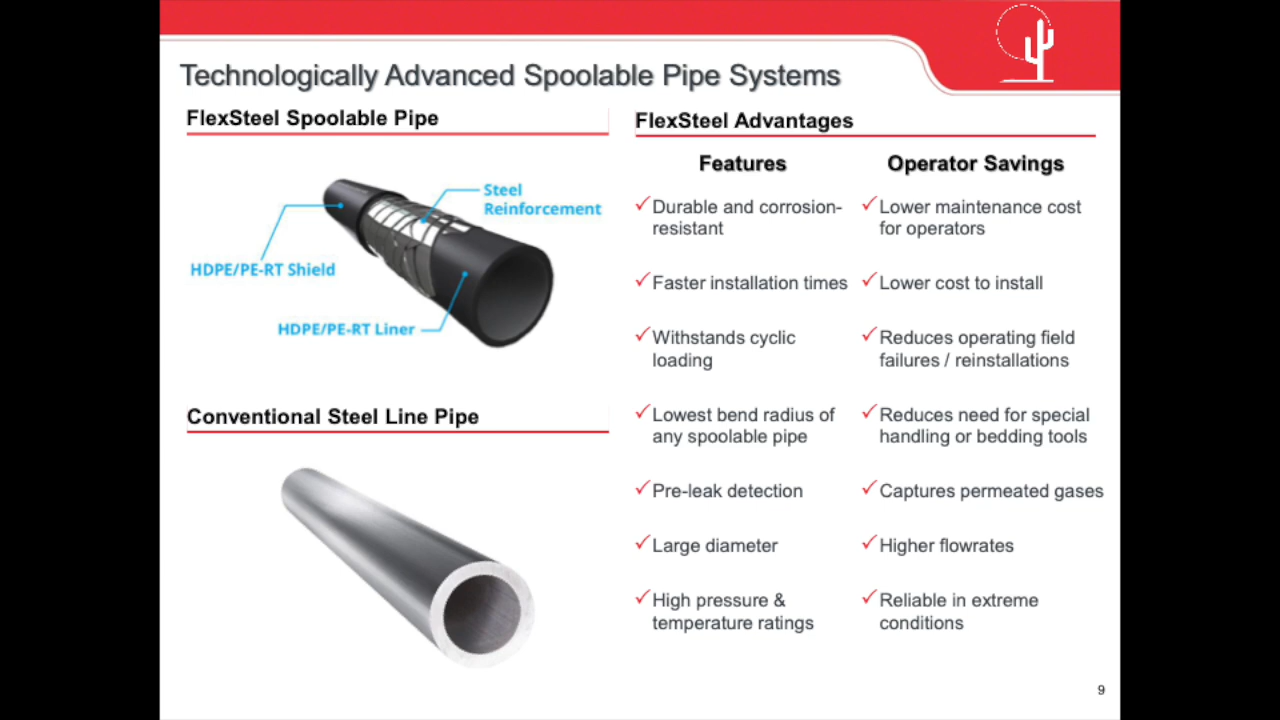 Technologically Advanced Spoolable Pipe Systems
FlexSteel Spoolable Pipe
Steel
Reinforcement
HDPE/PE-RT Shield
HDPE/PE-RT Liner
Conventional Steel Line Pipe
FlexSteel Advantages
Features
Operator Savings
Durable and corrosion-
resistant
Lower maintenance cost
for operators
Faster installation times
Lower cost to install
Withstands cyclic
loading
Reduces operating field
failures / reinstallations
Lowest bend radius of
any spoolable pipe
Reduces need for special
handling or bedding tools
Pre-leak detection
Captures permeated gases
Large diameter
Higher flowrates
High pressure &
temperature ratings
Reliable in extreme
conditions
9